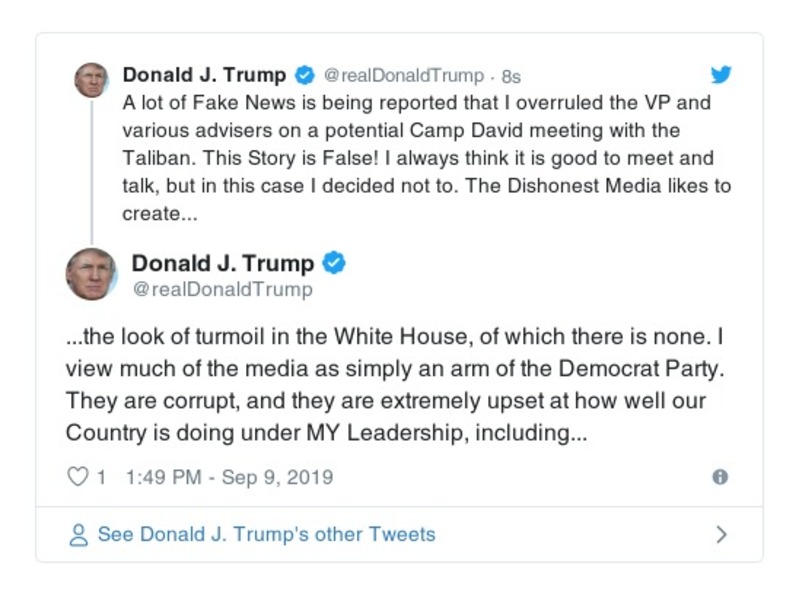 Donald J. Trump @realDonaldTrump · 8s
A lot of Fake News is being reported that I overruled the VP and
various advisers on a potential Camp David meeting with the
Taliban. This Story is False! I always think it is good to meet and
talk, but in this case I decided not to. The Dishonest Media likes to
create...
Donald J. Trump
@realDonaldTrump
...the look of turmoil in the White House, of which there is none. I
view much of the media as simply an arm of the Democrat Party.
They are corrupt, and they are extremely upset at how well our
Country is doing under MY Leadership, including...
1 1:49 PM - Sep 9, 2019
See Donald J. Trump's other Tweets